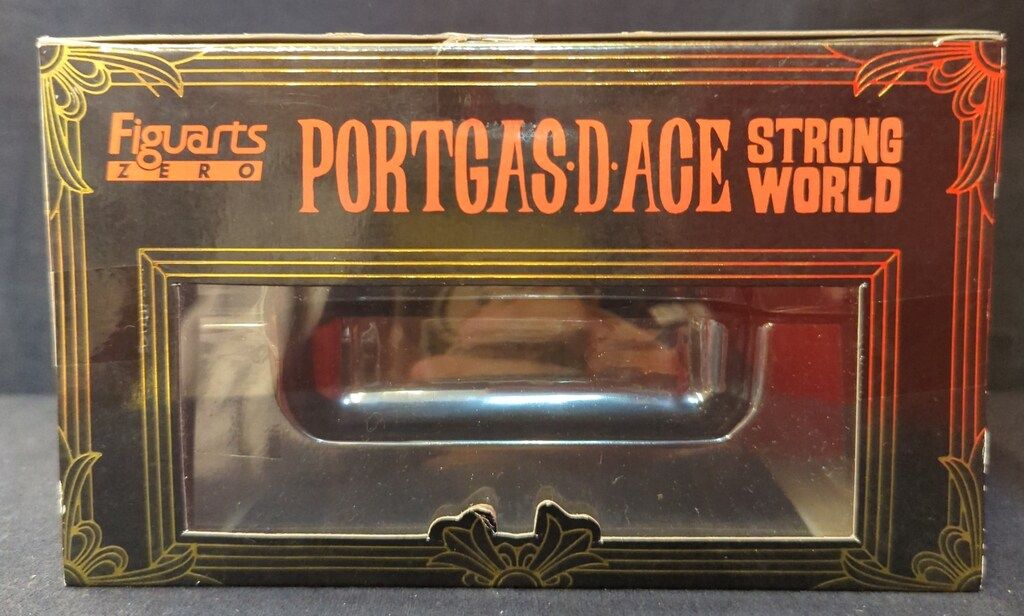 Figuarts
ZERO
PORTGAS·D·ACE
STRONG
WORLD